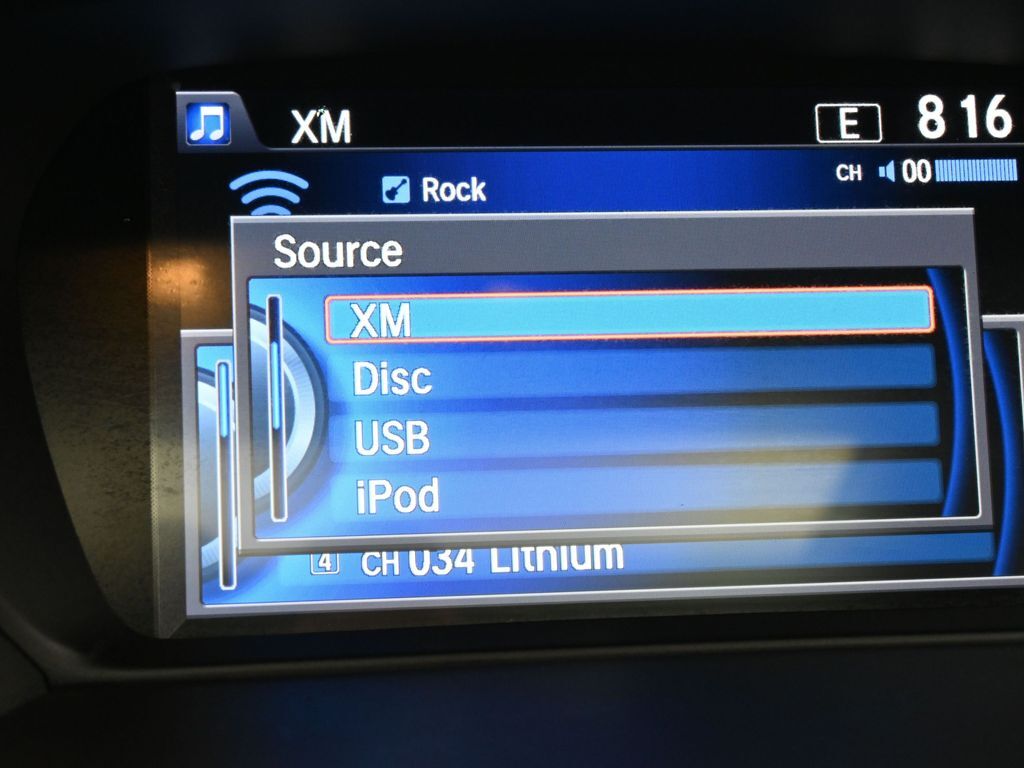 XM E 8 16
Rock CH 00
Source
XM
Disc
USB
iPod
4 CH 034 Lithium